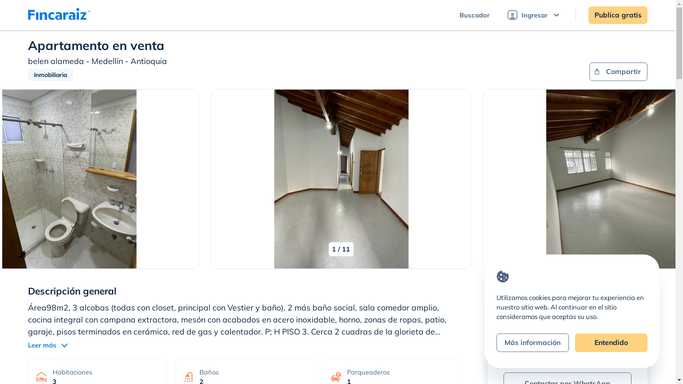 Fincaraiz
Buscador
Ingresar
Publica gratis
Apartamento en venta
belen alameda - Medellín - Antioquia
Inmobiliaria
Compartir
1 / 11
Descripción general
Área98m2, 3 alcobas (todas con closet, principal con Vestier y baño). 2 más baño social, sala comedor amplio,
cocina integral con campana extractora, mesón con acabados en acero inoxidable, horno, zonas de ropas, patio,
garaje, pisos terminados en cerámica, red de gas y calentador. P; H PISO 3. Cerca 2 cuadras de la glorieta de...
Leer más
Habitaciones
3
Baños
2
Parqueaderos
1
Utilizamos cookies para mejorar tu experiencia en
nuestro sitio web. Al continuar en el sitio
consideramos que aceptas su uso.
Más información
Entendido
Contactar por WhatsApp